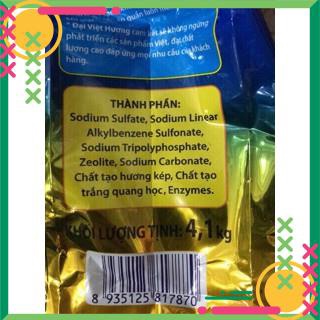 * Đại Việt Hương cam kết sẽ không ngừng
phát triển các sản phẩm việt, đạt chất
lượng cao đáp ứng mọi nhu cầu của khách
hàng.
THÀNH PHẦN:
Sodium Sulfate, Sodium Linear
Alkylbenzene Sulfonate,
Sodium Tripolyphosphate,
Zeolite, Sodium Carbonate,
Chất tạo hương kép, Chất tạo
trắng quang học, Enzymes.
KHỐI LƯỢNG TỊNH: 4,1kg
8 935125 817870